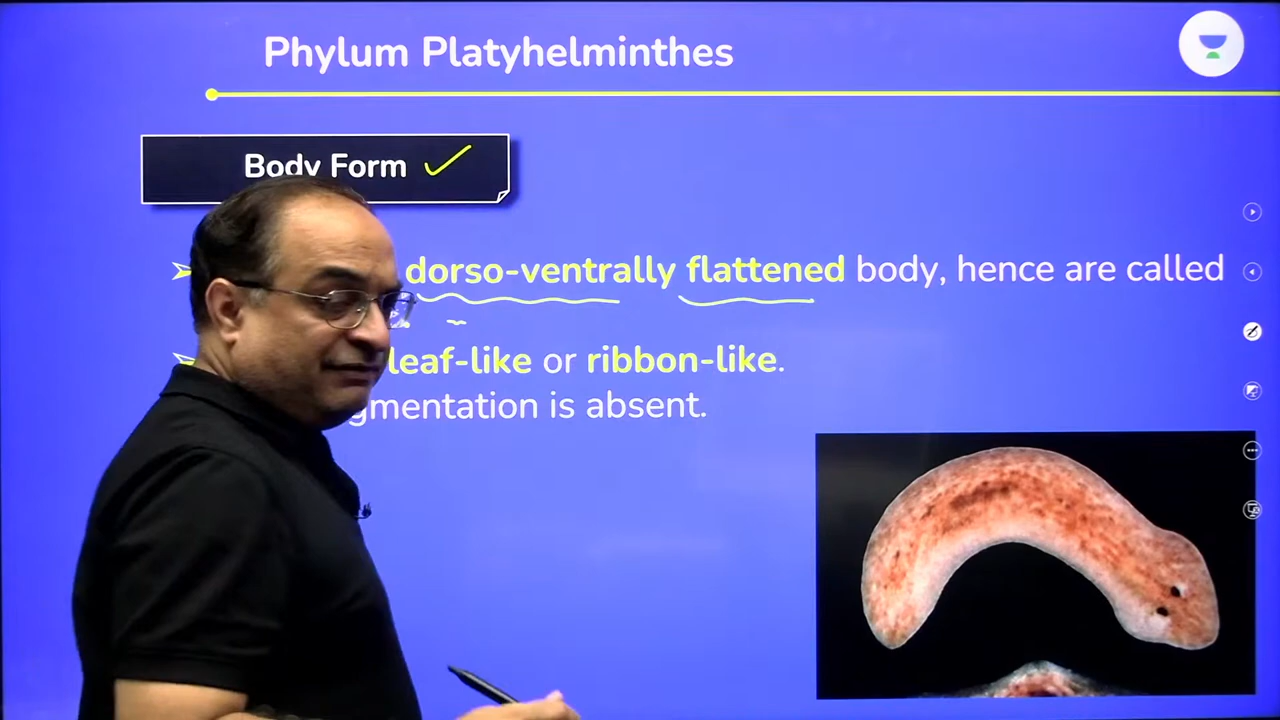 Phylum Platyhelminthes
Body Form
dorso-ventrally flattened body, hence are called
leaf-like or ribbon-like.
gmentation is absent.